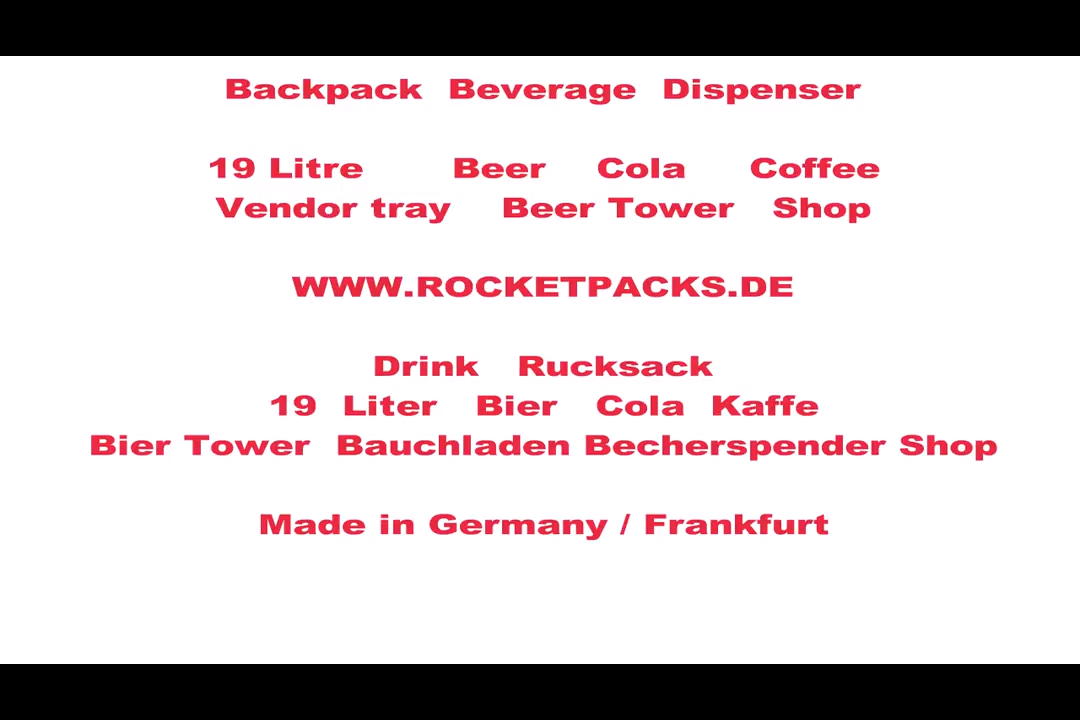 Backpack Beverage Dispenser
19 Litre Beer Cola Coffee
Vendor tray Beer Tower Shop
WWW.ROCKETPACKS.DE
Drink Rucksack
19 Liter Bier Cola Kaffe
Bier Tower Bauchladen Becherspender Shop
Made in Germany / Frankfurt